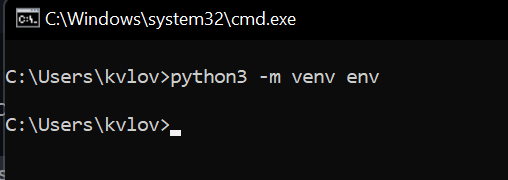 C:\Windows\system32\cmd.exe
C:\Users\kvlov>python3 -m venv env
C:\Users\kvlov>